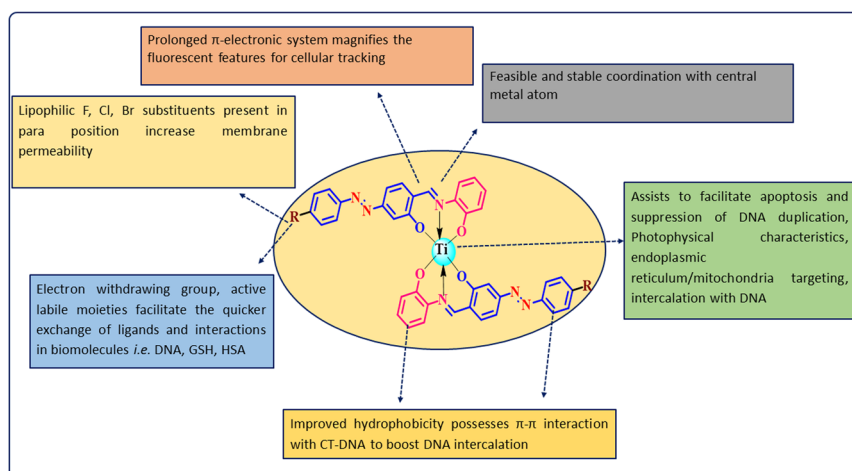 Prolonged π-electronic system magnifies the
fluorescent features for cellular tracking
Feasible and stable coordination with central
metal atom
Lipophilic F, Cl, Br substituents present in
para position increase membrane
permeability
R
N
N
O
N
O
Ti
O
N
O
N
N
R
Assists to facilitate apoptosis and
suppression of DNA duplication,
Photophysical characteristics,
endoplasmic
reticulum/mitochondria targeting,
intercalation with DNA
Electron withdrawing group, active
labile moieties facilitate the quicker
exchange of ligands and interactions
in biomolecules i.e. DNA, GSH, HSA
Improved hydrophobicity possesses π-π interaction
with CT-DNA to boost DNA intercalation